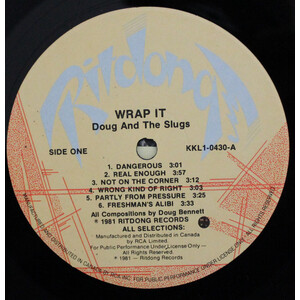 Ritdong
WRAP IT
Doug And The Slugs
SIDE ONE
KKL1-0430-A
1. DANGEROUS 3:01
2. REAL ENOUGH 3:57
3. NOT ON THE CORNER 3:21
4. WRONG KIND OF RIGHT 3:03
5. PARTLY FROM PRESSURE 3:25
6. FRESHMAN'S ALIBI 3:33
All Compositions by Doug Bennett
© 1981 RITDONG RECORDS
ALL SELECTIONS:
Manufactured and Distributed in Canada
by RCA Limited.
For Public Performance Under License Only —
All Copying Prohibited.
℗ 1981 — Ritdong Records